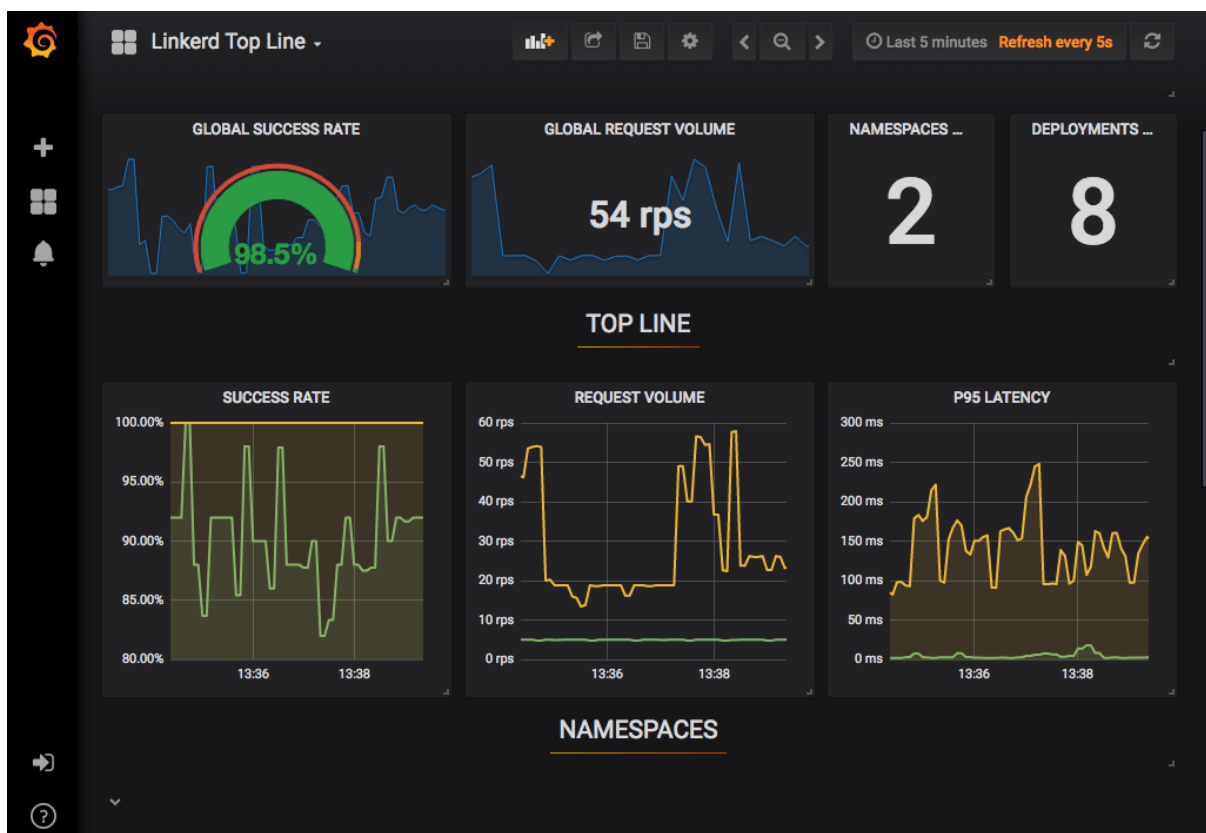 Linkerd Top Line
Last 5 minutes Refresh every 5s
GLOBAL SUCCESS RATE
98.5%
GLOBAL REQUEST VOLUME
54 rps
NAMESPACES ...
2
DEPLOYMENTS ...
8
TOP LINE
SUCCESS RATE
100.00%
95.00%
90.00%
85.00%
80.00%
13:36 13:38
REQUEST VOLUME
60 rps
50 rps
40 rps
30 rps
20 rps
10 rps
0 rps
13:36 13:38
P95 LATENCY
300 ms
250 ms
200 ms
150 ms
100 ms
50 ms
0 ms
13:36 13:38
NAMESPACES